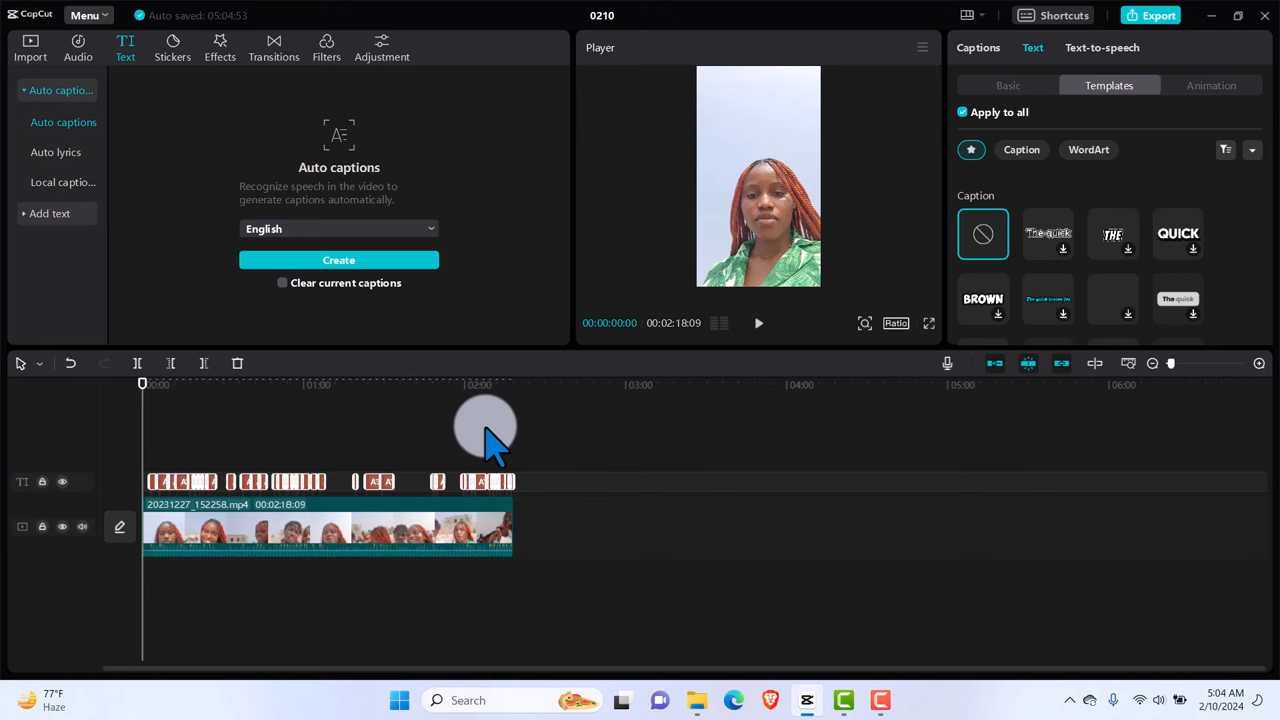 CapCut
Menu
Auto saved: 05:04:53
0210
Shortcuts
Export
Import
Audio
Text
Stickers
Effects
Transitions
Filters
Adjustment
Auto captio...
Auto captions
Auto lyrics
Local captio...
Add text
Auto captions
Recognize speech in the video to
generate captions automatically.
English
Create
Clear current captions
Player
00:00:00:00
00:02:18:09
Ratio
Captions
Text
Text-to-speech
Basic
Templates
Animation
Apply to all
Caption
WordArt
Caption
The quick
THE
QUICK
BROWN
The quick
00:00
01:00
02:00
03:00
04:00
05:00
06:00
TI
20231227_152258.mp4 00:02:18:09
77°F
Haze
Search
5:04 AM
2/10/2024